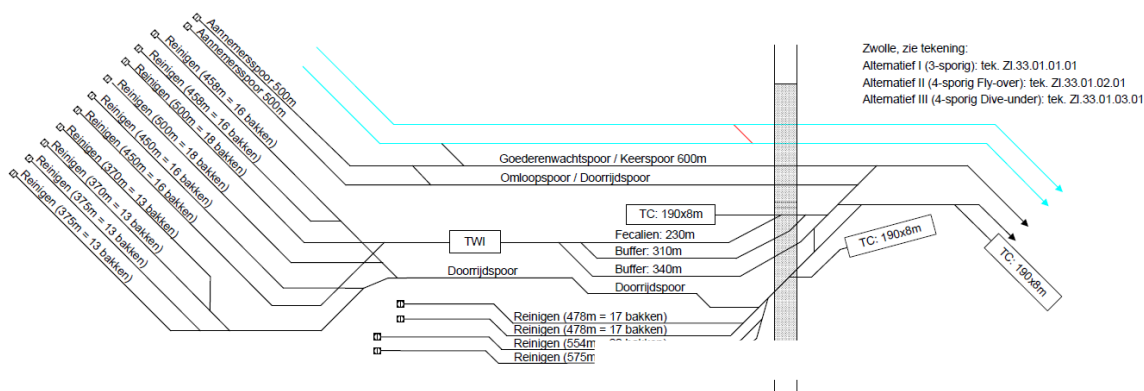 Aannemersspoor 500m
Aannemersspoor 500m
Reinigen (458m = 16 bakken)
Reinigen (458m = 16 bakken)
Reinigen (500m = 18 bakken)
Reinigen (500m = 18 bakken)
Reinigen (450m = 16 bakken)
Reinigen (450m = 16 bakken)
Reinigen (370m = 13 bakken)
Reinigen (370m = 13 bakken)
Reinigen (375m = 13 bakken)
Reinigen (375m = 13 bakken)
Zwolle, zie tekening:
Alternatief I (3-sporig): tek. ZI.33.01.01.01
Alternatief II (4-sporig Fly-over): tek. ZI.33.01.02.01
Alternatief III (4-sporig Dive-under): tek. ZI.33.01.03.01
Goederenwachtspoor / Keerspoor 600m
Omloopspoor / Doorrijdspoor
TC: 190x8m
Fecalien: 230m
TWI
Buffer: 310m
TC: 190x8m
TC: 190x8m
Doorrijdspoor
Buffer: 340m
Doorrijdspoor
Reinigen (478m = 17 bakken)
Reinigen (478m = 17 bakken)
Reinigen (554m
Reinigen (575m